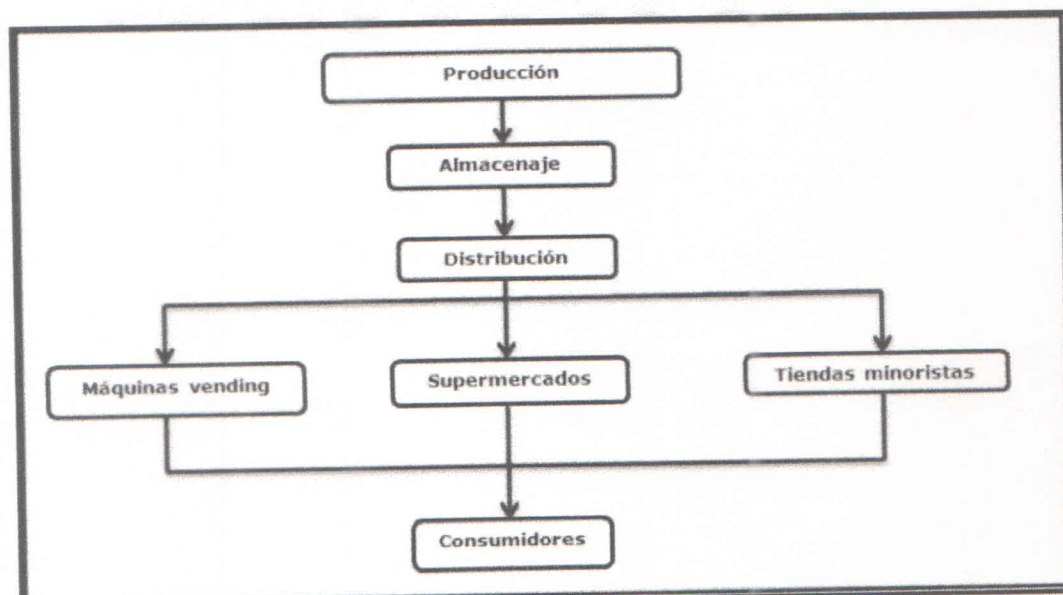 Producción
Almacenaje
Distribución
Máquinas vending
Supermercados
Tiendas minoristas
Consumidores